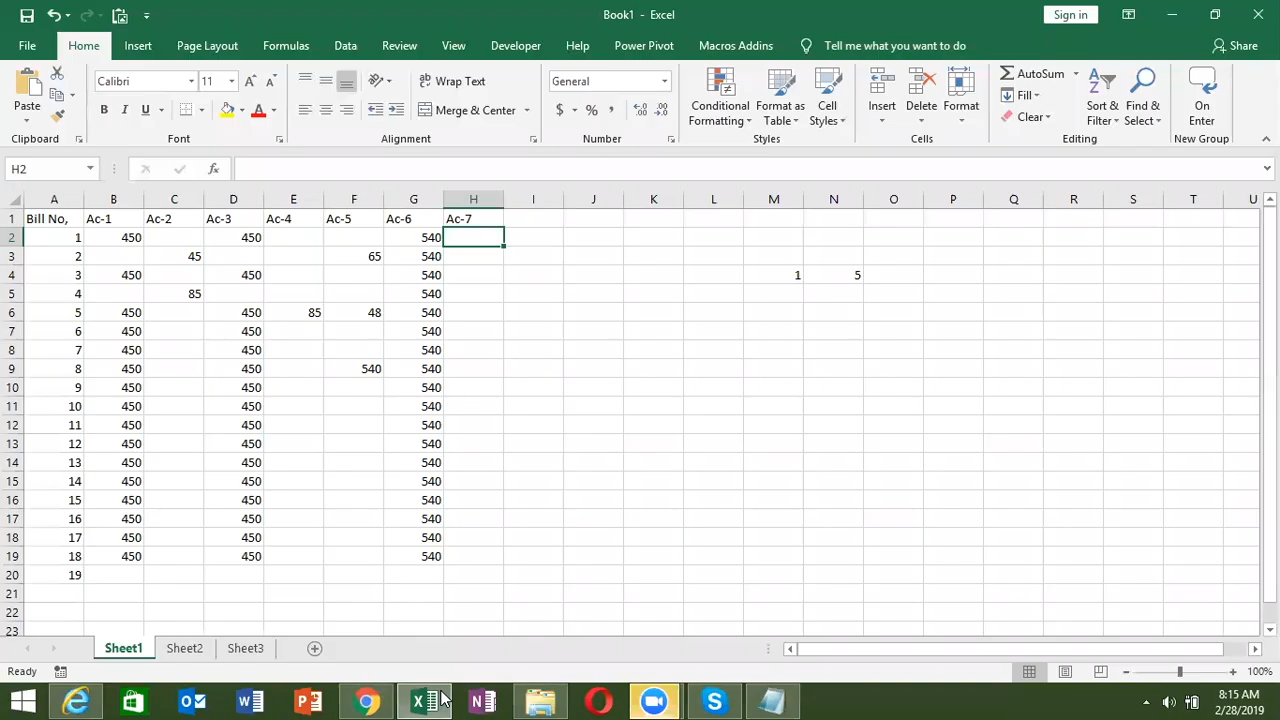 Book1 - Excel
Sign in
File Home Insert Page Layout Formulas Data Review View Developer Help Power Pivot Macros Addins Tell me what you want to do Share
Paste
Calibri 11
B I U
Wrap Text
Merge & Center
General
$ % ,
Conditional Formatting
Format as Table
Cell Styles
Insert Delete Format
AutoSum
Fill
Clear
Sort & Filter
Find & Select
On Enter
Clipboard Font Alignment Number Styles Cells Editing New Group
H2 fx
A B C D E F G H I J K L M N O P Q R S T U
1 Bill No, Ac-1 Ac-2 Ac-3 Ac-4 Ac-5 Ac-6 Ac-7
2 1 450 450 540
3 2 45 65 540
4 3 450 450 540 1 5
5 4 85 540
6 5 450 450 85 48 540
7 6 450 450 540
8 7 450 450 540
9 8 450 450 540 540
10 9 450 450 540
11 10 450 450 540
12 11 450 450 540
13 12 450 450 540
14 13 450 450 540
15 14 450 450 540
16 15 450 450 540
17 16 450 450 540
18 17 450 450 540
19 18 450 450 540
20 19
21
22
23
Sheet1 Sheet2 Sheet3
Ready 100%
8:15 AM
2/28/2019